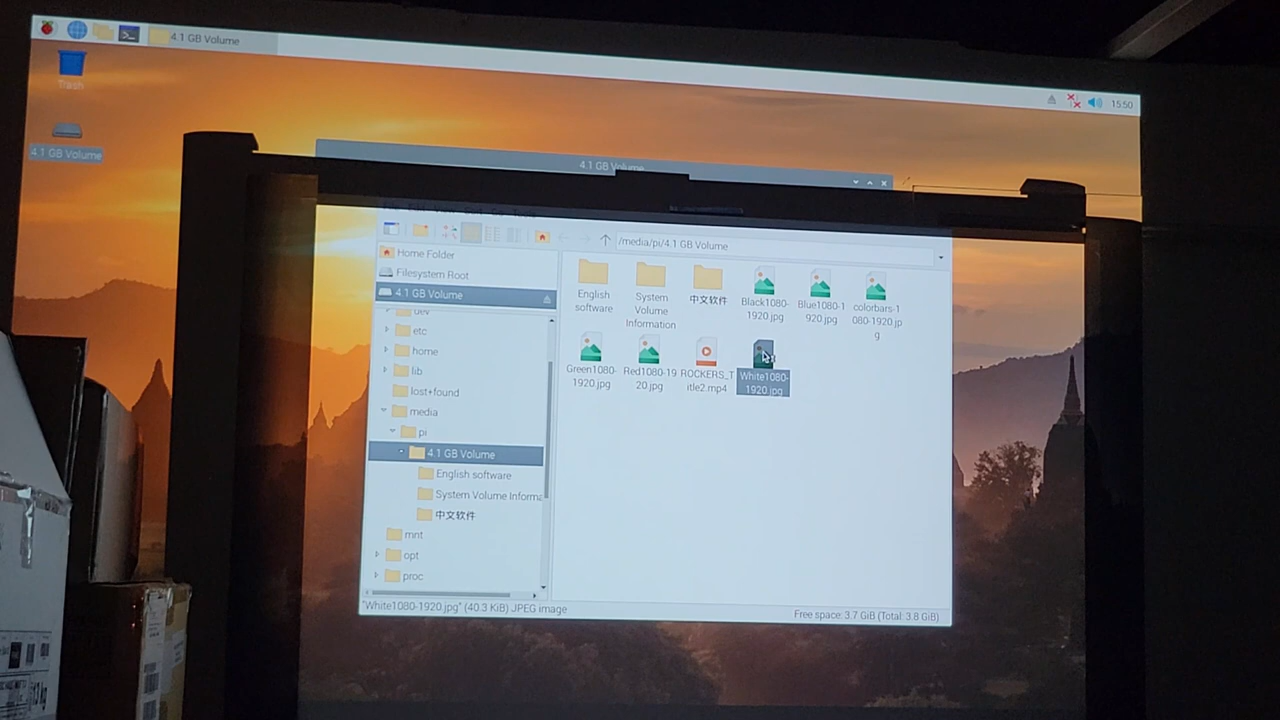 4.1 GB Volume
15:50
Trash
4.1 GB Volume
4.1 GB Volume
/media/pi/4.1 GB Volume
Home Folder
Filesystem Root
4.1 GB Volume
dev
etc
home
lib
lost+found
media
pi
4.1 GB Volume
English software
System Volume Informa
中文软件
mnt
opt
proc
English
software
System
Volume
Information
中文软件
Black1080-
1920.jpg
Blue1080-1
920.jpg
colorbars-1
080-1920.jp
g
Green1080-
1920.jpg
Red1080-19
20.jpg
ROCKERS_T
itle2.mp4
White1080-
1920.jpg
"White1080-1920.jpg" (40.3 KiB) JPEG image
Free space: 3.7 GiB (Total: 3.8 GiB)